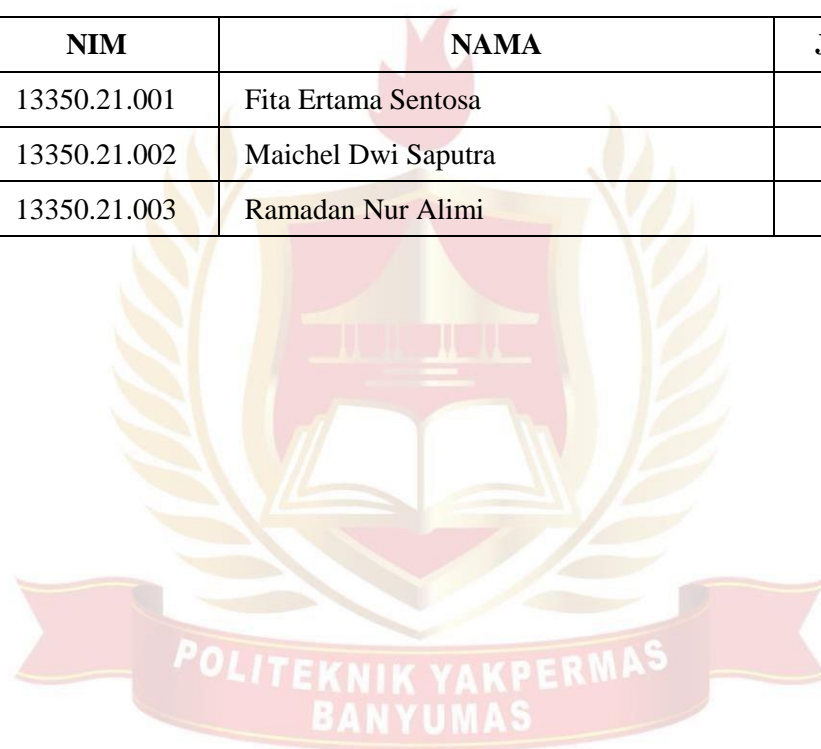 NIM NAMA J
13350.21.001 Fita Ertama Sentosa
13350.21.002 Maichel Dwi Saputra
13350.21.003 Ramadan Nur Alimi
POLITEKNIK YAKPERMAS
BANYUMAS